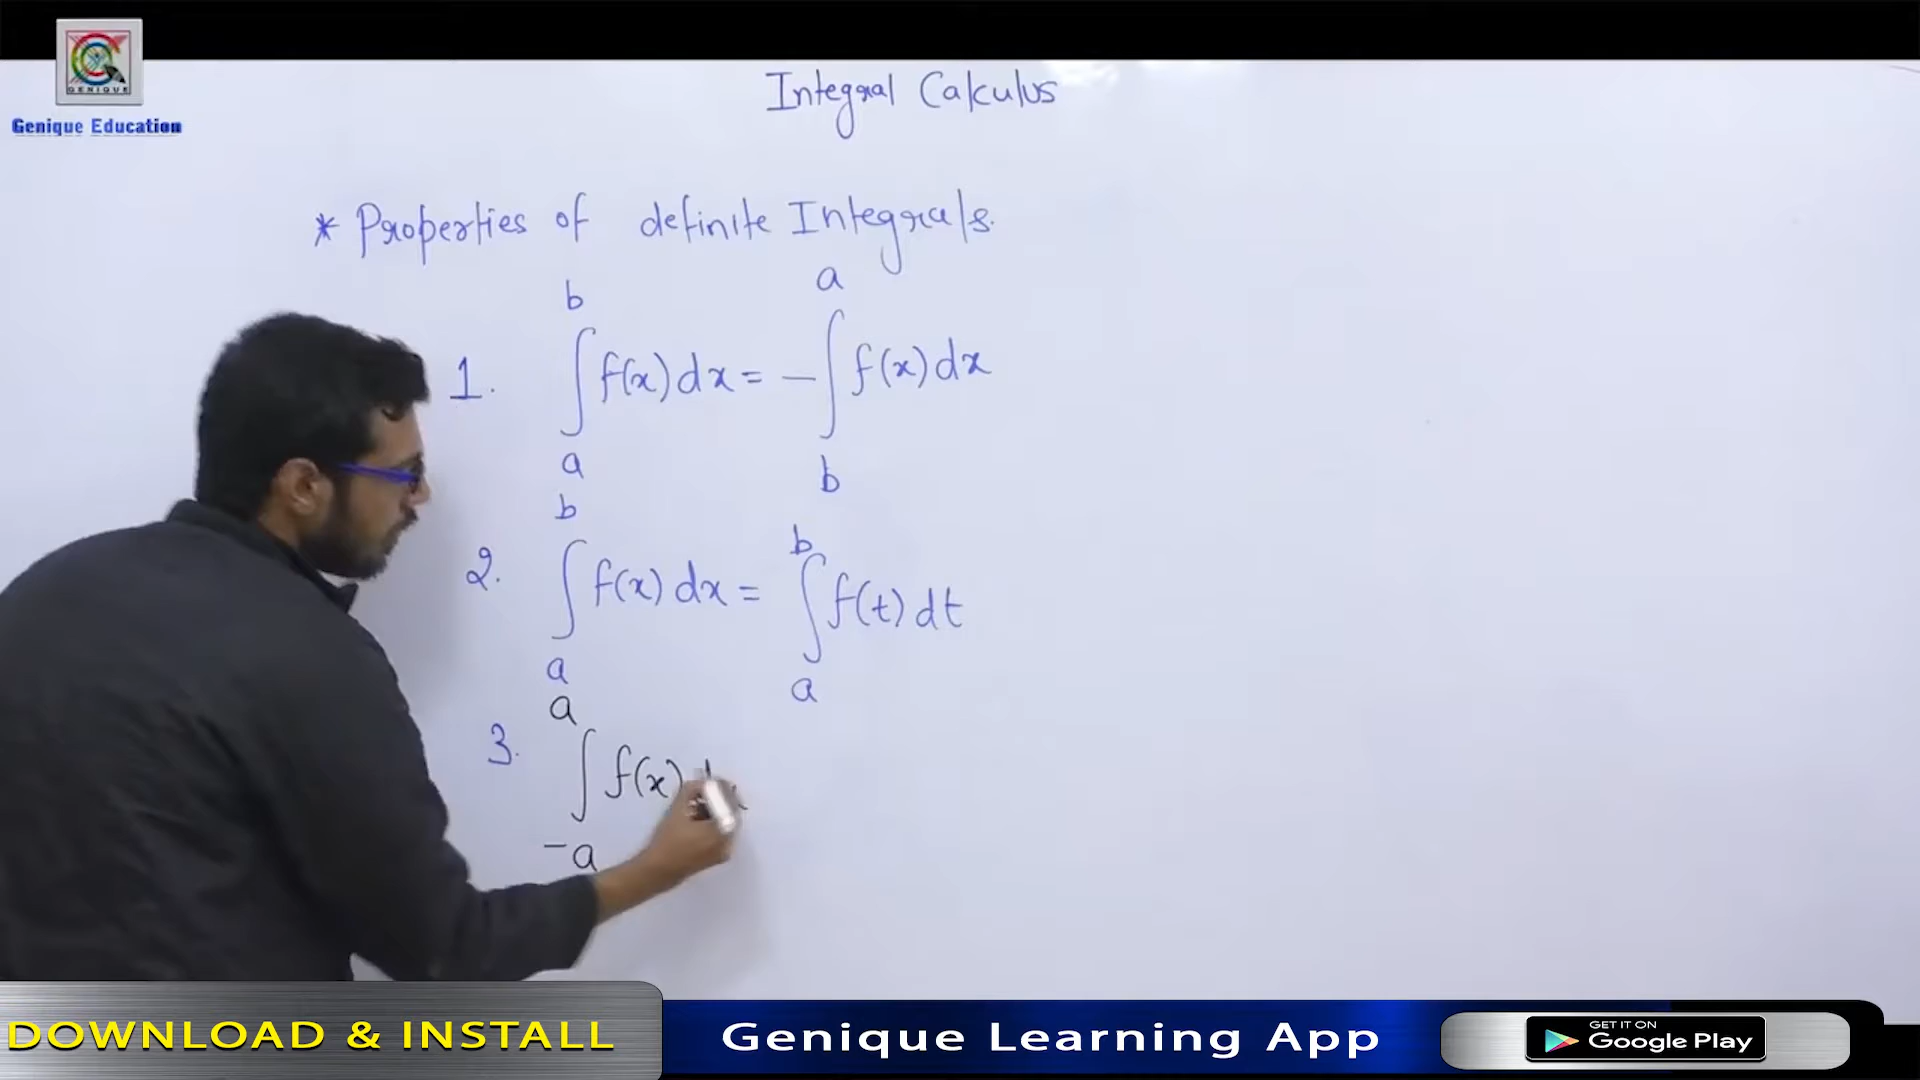 GENIQUE
Genique Education
Integral Calculus
* Properties of definite Integrals.
1. ∫_a^b f(x) dx = - ∫_b^a f(x) dx
2. ∫_a^b f(x) dx = ∫_a^b f(t) dt
3. ∫_{-a}^a f(x)
DOWNLOAD & INSTALL
Genique Learning App
GET IT ON
Google Play